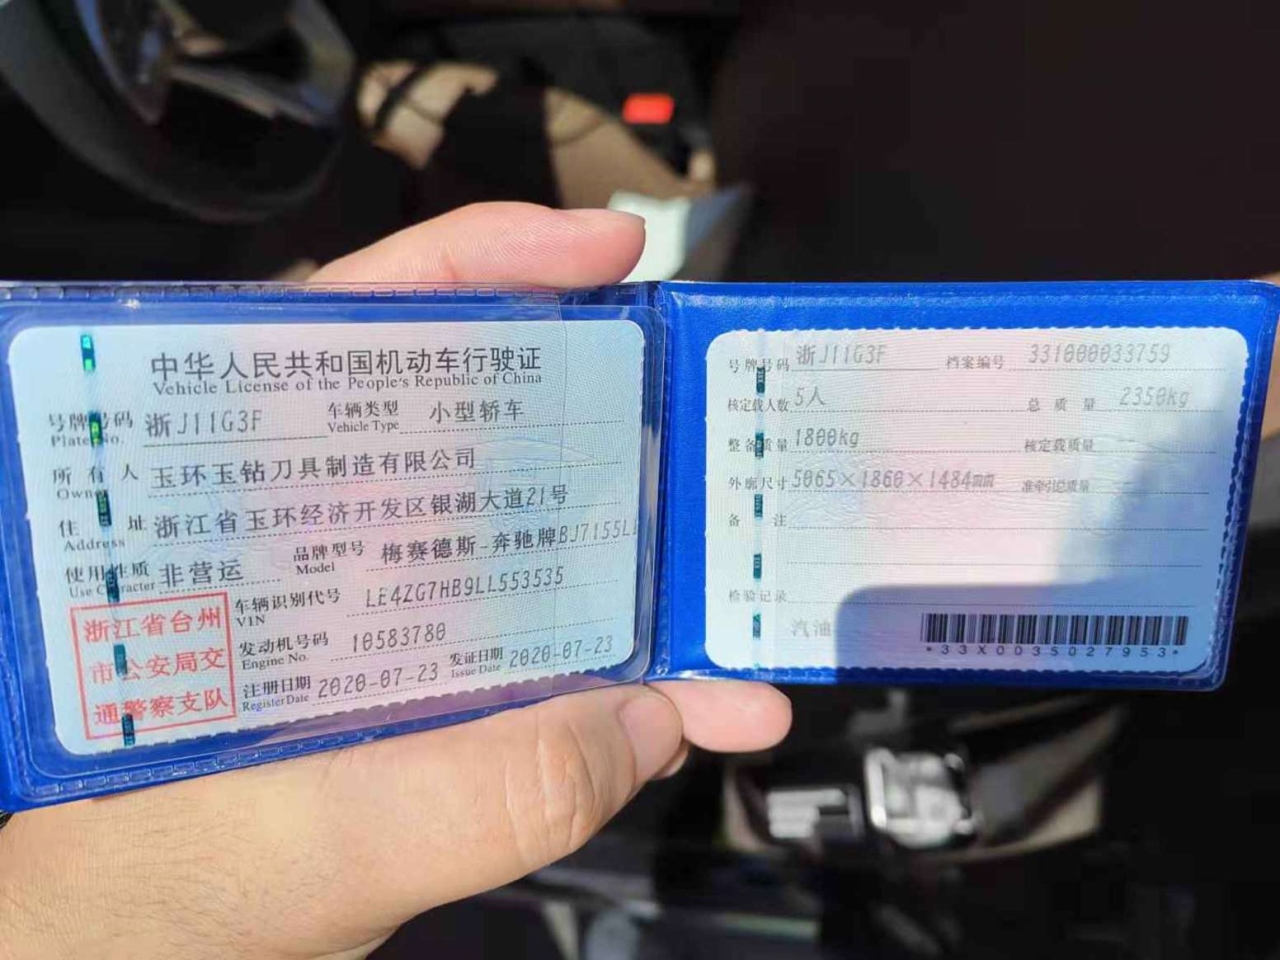 中华人民共和国机动车行驶证
Vehicle License of the People's Republic of China
号牌号码 Plate No. 浙J11G3F 车辆类型 Vehicle Type 小型轿车
所有人 Owner 玉环玉钻刀具制造有限公司
住址 Address 浙江省玉环经济开发区银湖大道21号
使用性质 Use Character 非营运 品牌型号 Model 梅赛德斯-奔驰牌BJ7155L
浙江省台州
市公安局交
通警察支队
车辆识别代号 VIN LE4ZG7HB9LL553535
发动机号码 Engine No. 10583780
注册日期 Register Date 2020-07-23 发证日期 Issue Date 2020-07-23
号牌号码 浙J11G3F 档案编号 331000033759
核定载人数 5人 总质量 2350kg
整备质量 1800kg 核定载质量
外廓尺寸 5065×1860×1484mm 准牵引总质量
备注
检验记录
汽油
*33X0035027953*